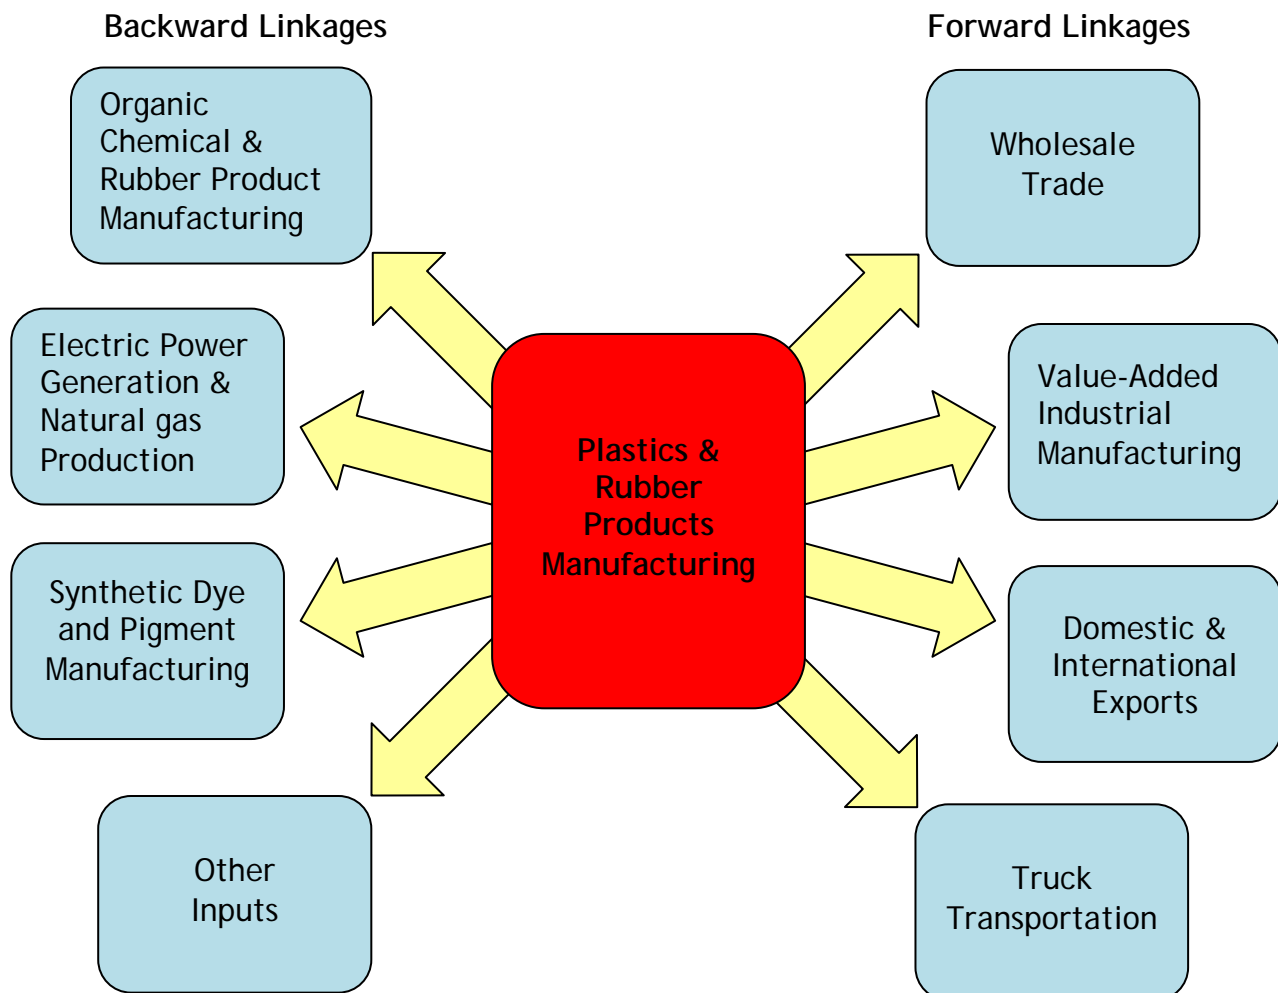 Backward Linkages
Forward Linkages
Organic
Chemical &
Rubber Product
Manufacturing
Electric Power
Generation &
Natural gas
Production
Synthetic Dye
and Pigment
Manufacturing
Other
Inputs
Plastics &
Rubber
Products
Manufacturing
Wholesale
Trade
Value-Added
Industrial
Manufacturing
Domestic &
International
Exports
Truck
Transportation